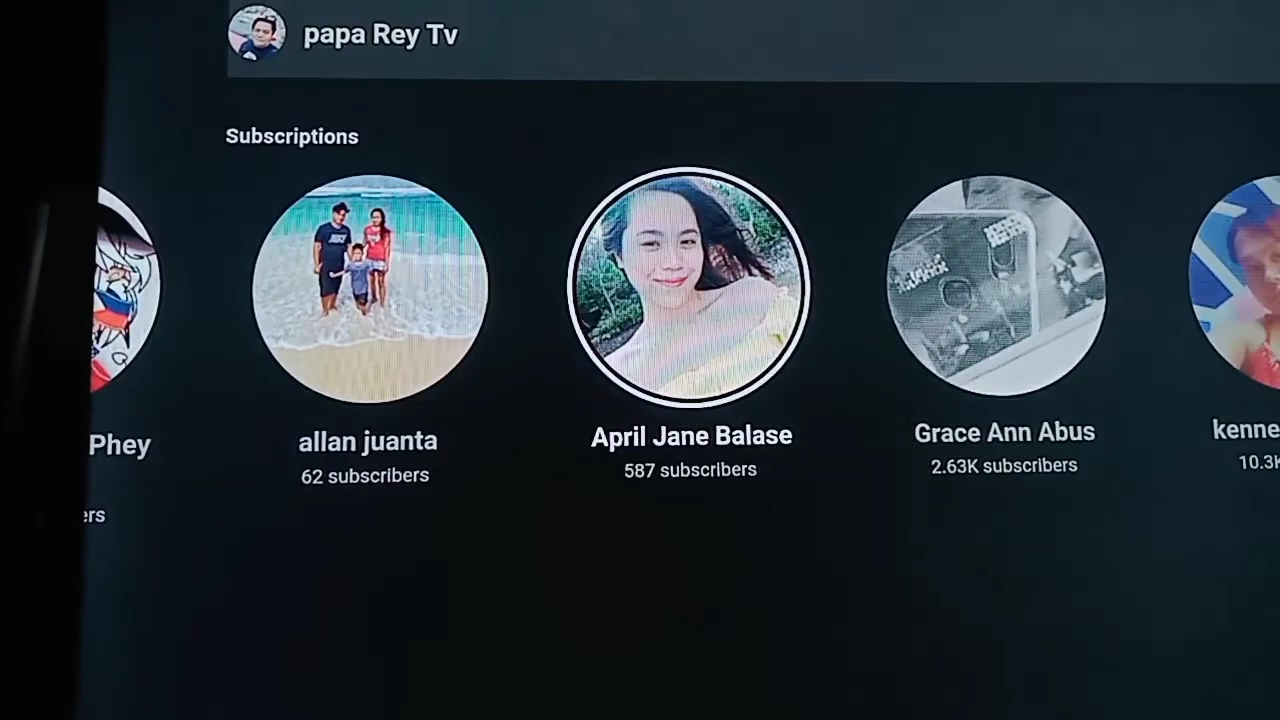 papa Rey Tv
Subscriptions
Phey
ers
allan juanta
62 subscribers
April Jane Balase
587 subscribers
Grace Ann Abus
2.63K subscribers
kenne
10.3K